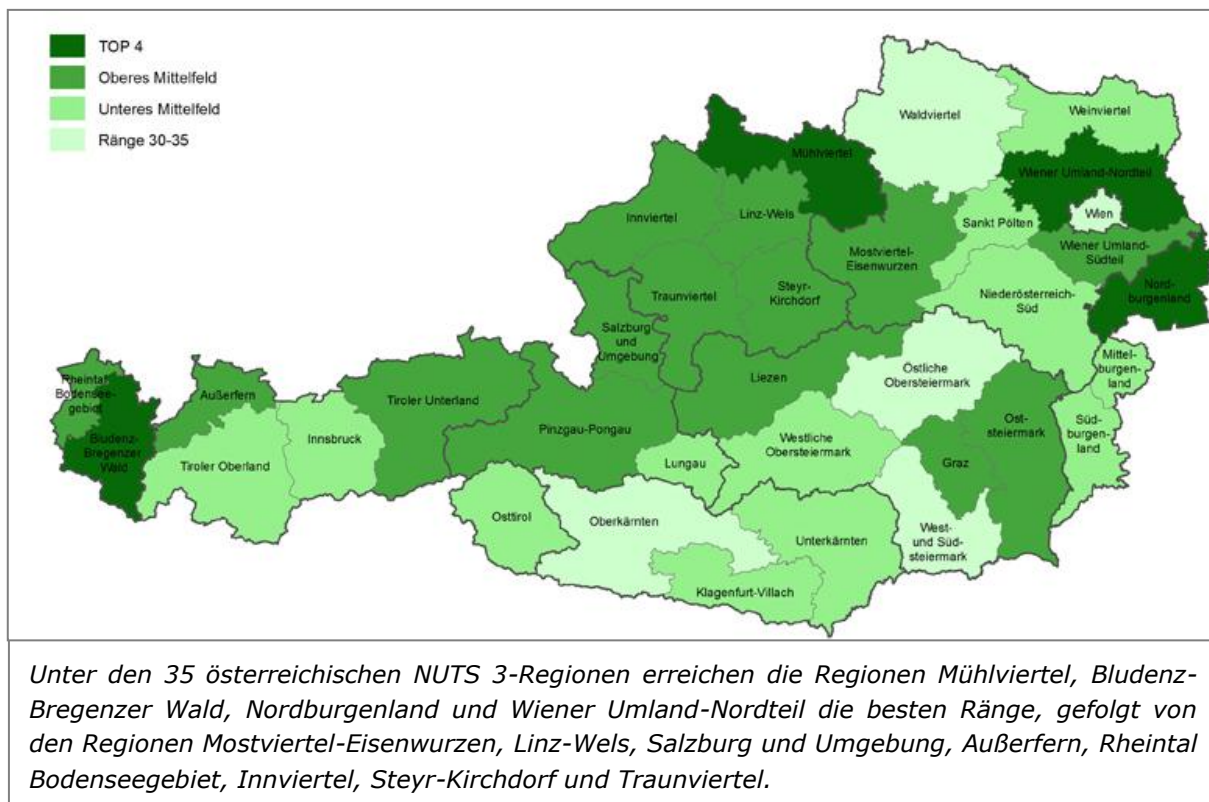 TOP 4
Oberes Mittelfeld
Unteres Mittelfeld
Ränge 30-35
Waldviertel
Weinviertel
Mühlviertel
Wiener Umland-Nordteil
Wien
Innviertel
Linz-Wels
Sankt Pölten
Mostviertel-
Eisenwurzen
Wiener Umland-
Südteil
Nord-
burgenland
Traunviertel
Steyr-
Kirchdorf
Niederösterreich-
Süd
Salzburg
und
Umgebung
Mittel-
burgen-
land
Rheintal-
Bodensee-
gebiet
Außerfern
Tiroler Unterland
Liezen
Östliche
Obersteiermark
Bludenz-
Bregenzer
Wald
Innsbruck
Pinzgau-Pongau
Ost-
steiermark
Süd-
burgen-
land
Tiroler Oberland
Lungau
Westliche
Obersteiermark
Graz
Osttirol
Oberkärnten
Unterkärnten
West-
und Süd-
steiermark
Klagenfurt-Villach
Unter den 35 österreichischen NUTS 3-Regionen erreichen die Regionen Mühlviertel, Bludenz-
Bregenzer Wald, Nordburgenland und Wiener Umland-Nordteil die besten Ränge, gefolgt von
den Regionen Mostviertel-Eisenwurzen, Linz-Wels, Salzburg und Umgebung, Außerfern, Rheintal
Bodenseegebiet, Innviertel, Steyr-Kirchdorf und Traunviertel.